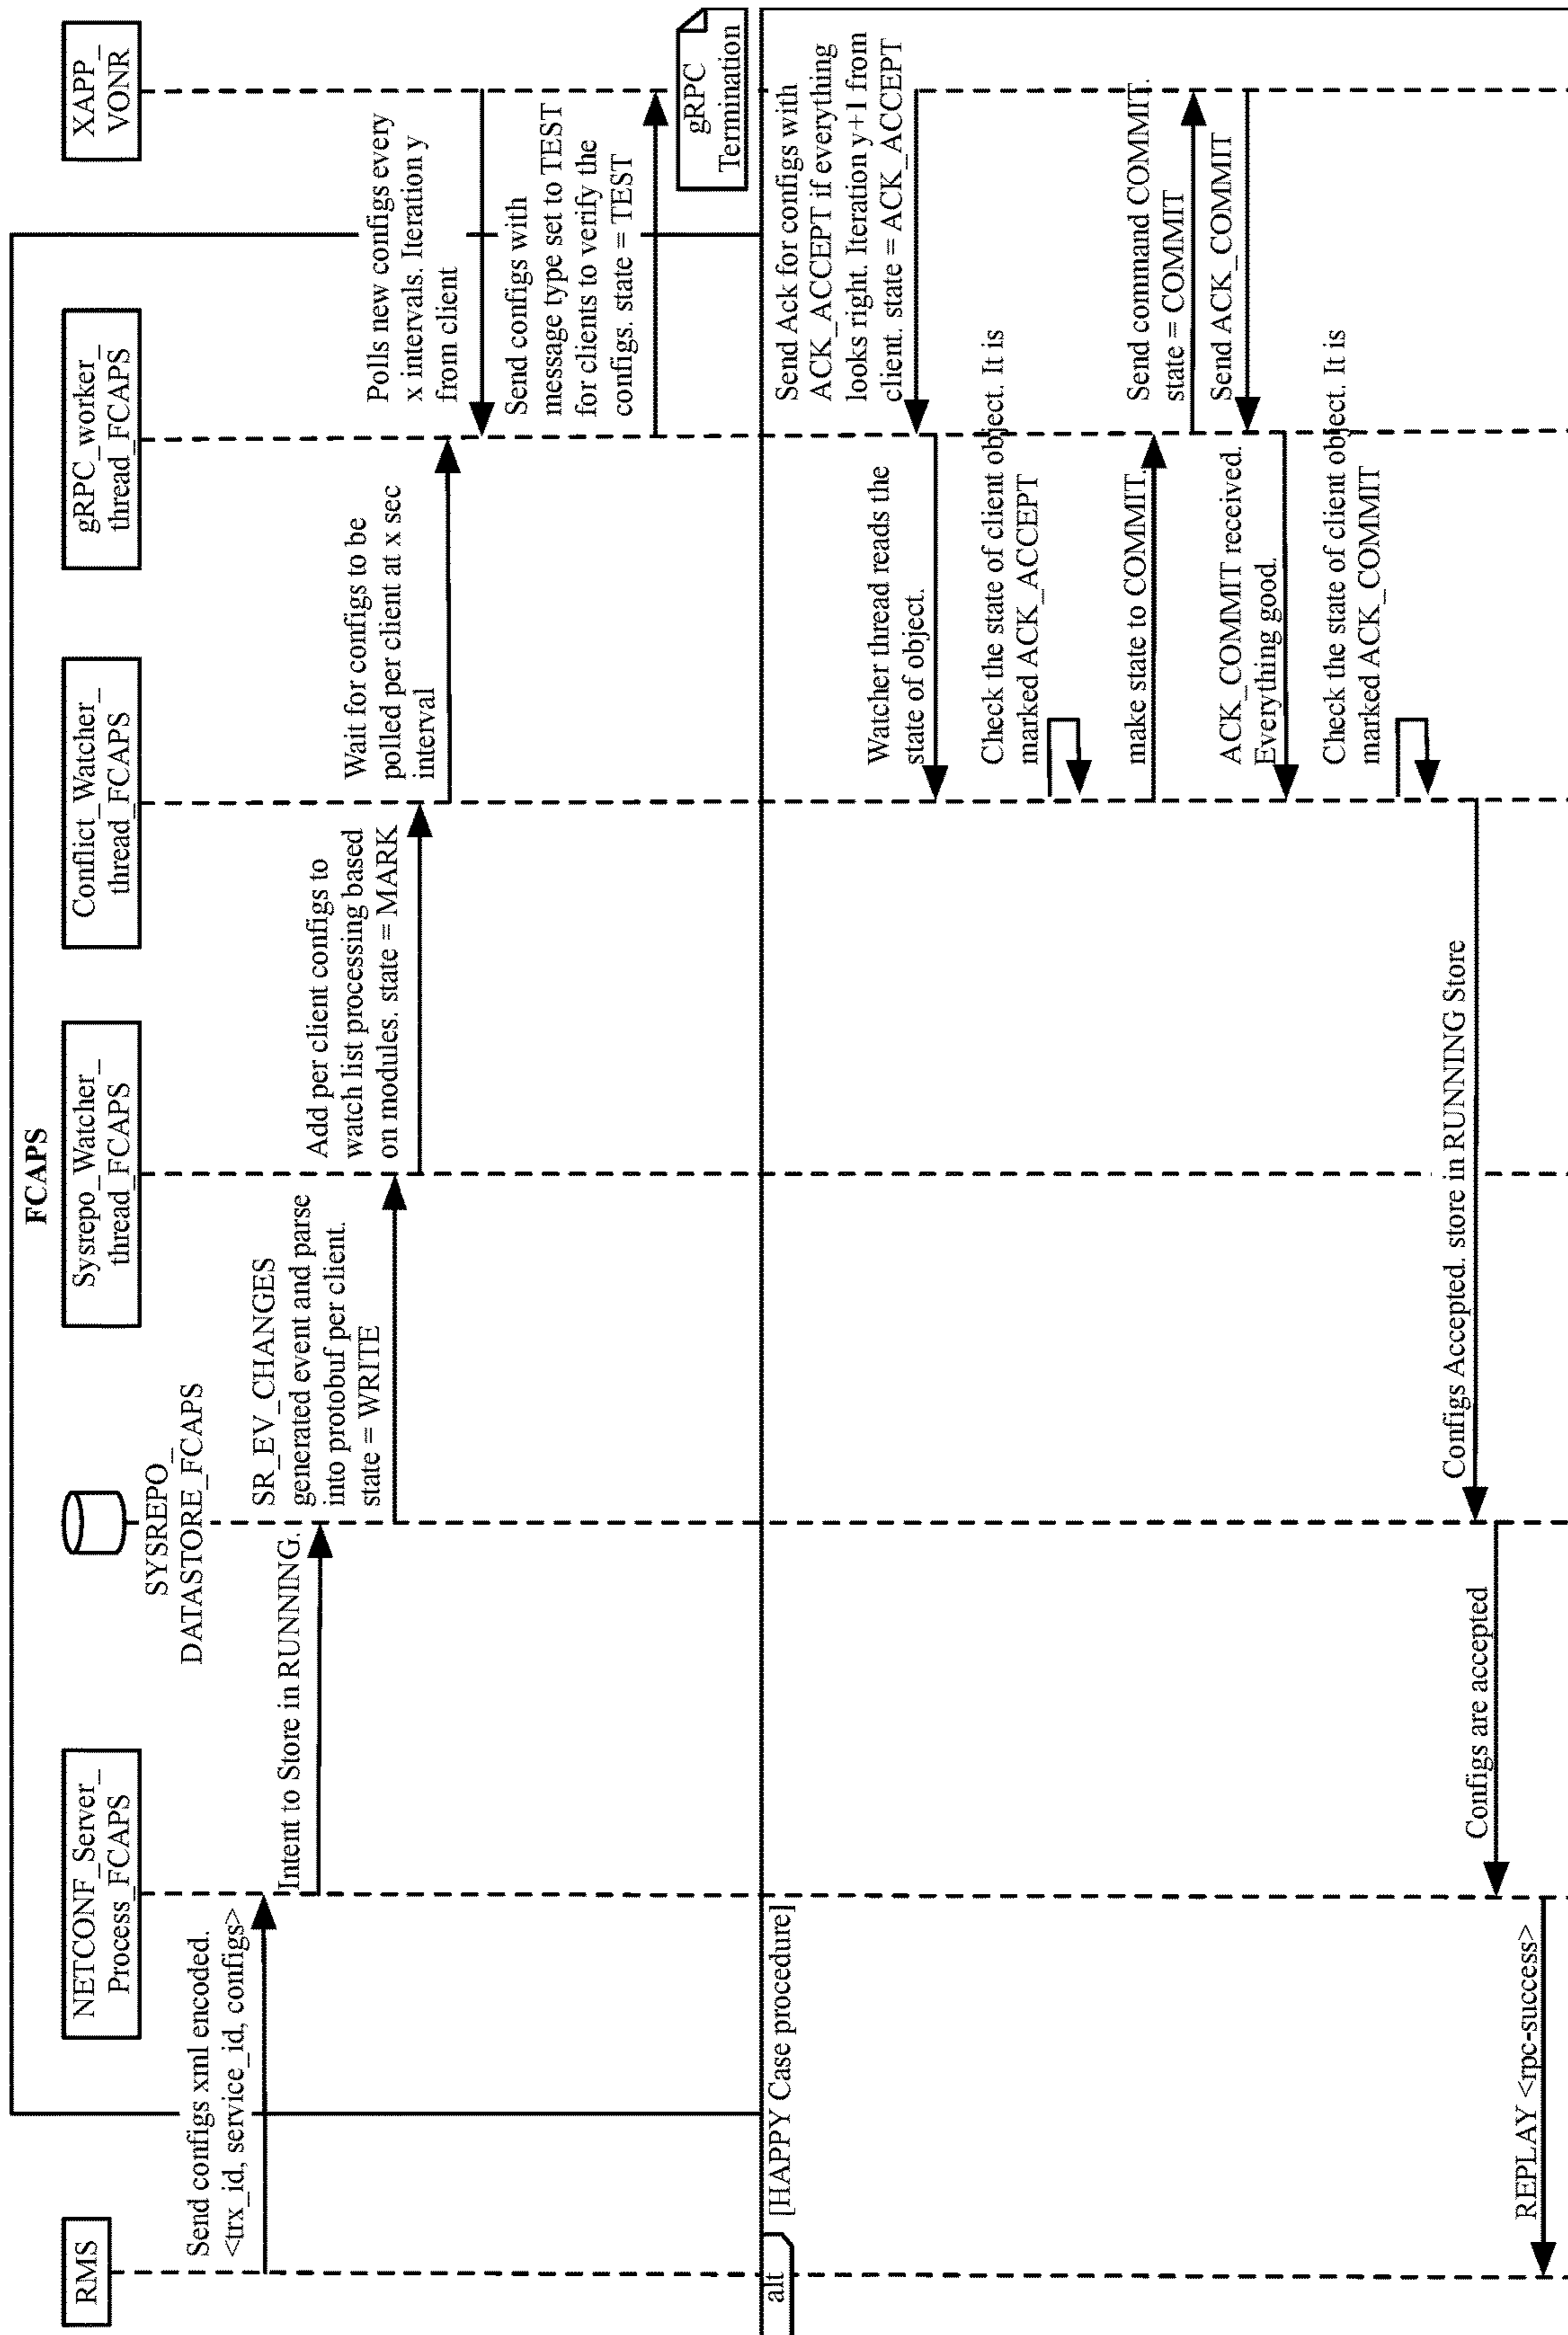 FCAPS
RMS
NETCONF_Server_
Process_FCAPS
SYSREPO_
DATASTORE_FCAPS
Sysrepo_Watcher_
thread_FCAPS
Conflict_Watcher_
thread_FCAPS
gRPC_worker_
thread_FCAPS
XAPP_
VONR
Send configs xml encoded.
<trx_id, service_id, configs>
Intent to Store in RUNNING.
SR_EV_CHANGES
generated event and parse
into protobuf per client.
state = WRITE
Add per client configs to
watch list processing based
on modules. state = MARK
Wait for configs to be
polled per client at x sec
interval
Polls new configs every
x intervals. Iteration y
from client
Send configs with
message type set to TEST
for clients to verify the
configs. state = TEST
gRPC
Termination
alt
[HAPPY Case procedure]
Send Ack for configs with
ACK_ACCEPT if everything
looks right. Iteration y+1 from
client. state = ACK_ACCEPT
Watcher thread reads the
state of object.
Check the state of client object. It is
marked ACK_ACCEPT
make state to COMMIT.
Send command COMMIT.
state = COMMIT
Send ACK_COMMIT
ACK_COMMIT received.
Everything good.
Check the state of client object. It is
marked ACK_COMMIT
Configs Accepted. store in RUNNING Store
Configs are accepted
REPLAY <rpc-success>